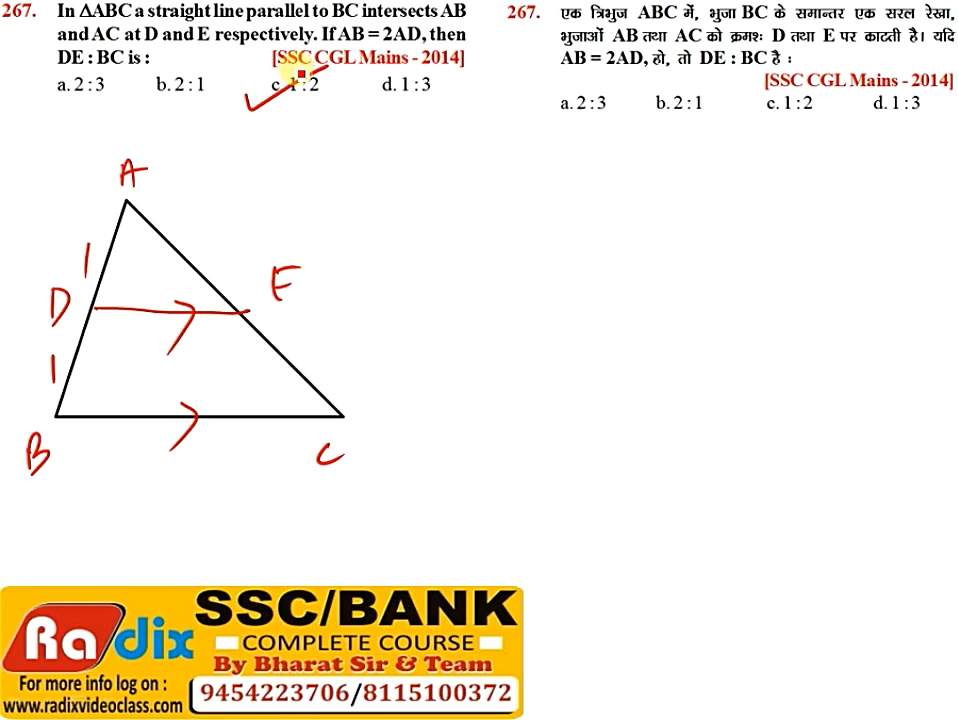 267. In ΔABC a straight line parallel to BC intersects AB
and AC at D and E respectively. If AB = 2AD, then
DE : BC is : [SSC CGL Mains - 2014]
a. 2 : 3 b. 2 : 1 c. 1 : 2 d. 1 : 3
267. एक त्रिभुज ABC में, भुजा BC के समान्तर एक सरल रेखा,
भुजाओं AB तथा AC को क्रमशः D तथा E पर काटती है। यदि
AB = 2AD, हो, तो DE : BC है :
[SSC CGL Mains - 2014]
a. 2 : 3 b. 2 : 1 c. 1 : 2 d. 1 : 3
A
1
D E
1
B C
Radix
SSC/BANK
COMPLETE COURSE
By Bharat Sir & Team
For more info log on :
www.radixvideoclass.com
9454223706/8115100372